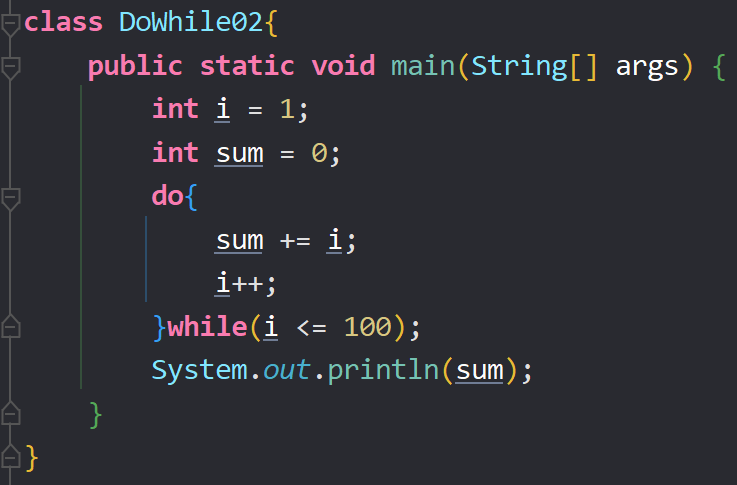 class DoWhile02{
    public static void main(String[] args) {
        int i = 1;
        int sum = 0;
        do{
            sum += i;
            i++;
        }while(i <= 100);
        System.out.println(sum);
    }
}